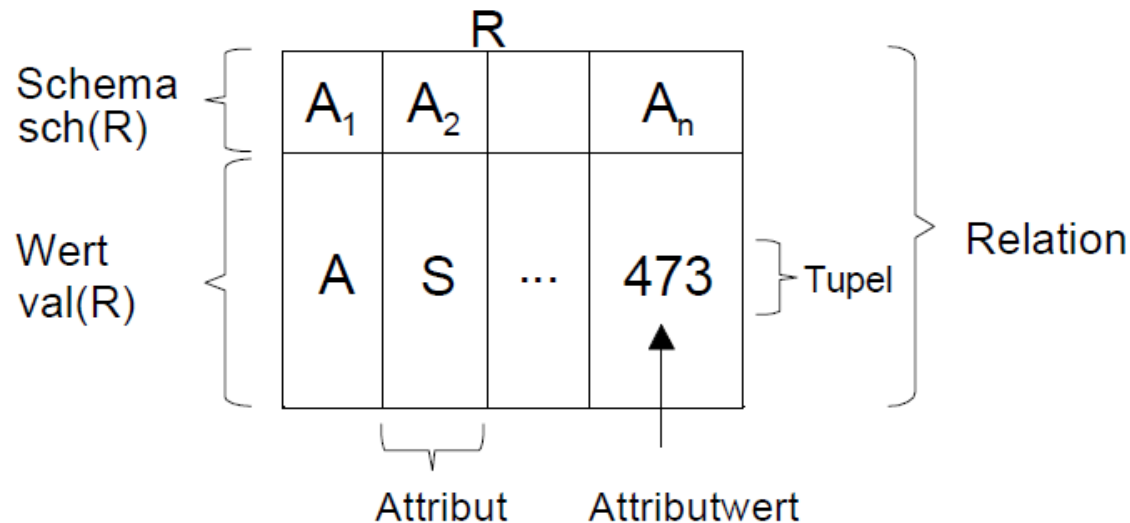 R
Schema
sch(R)
A1 A2 An
Wert
val(R)
A S ... 473
Tupel
Relation
Attribut
Attributwert